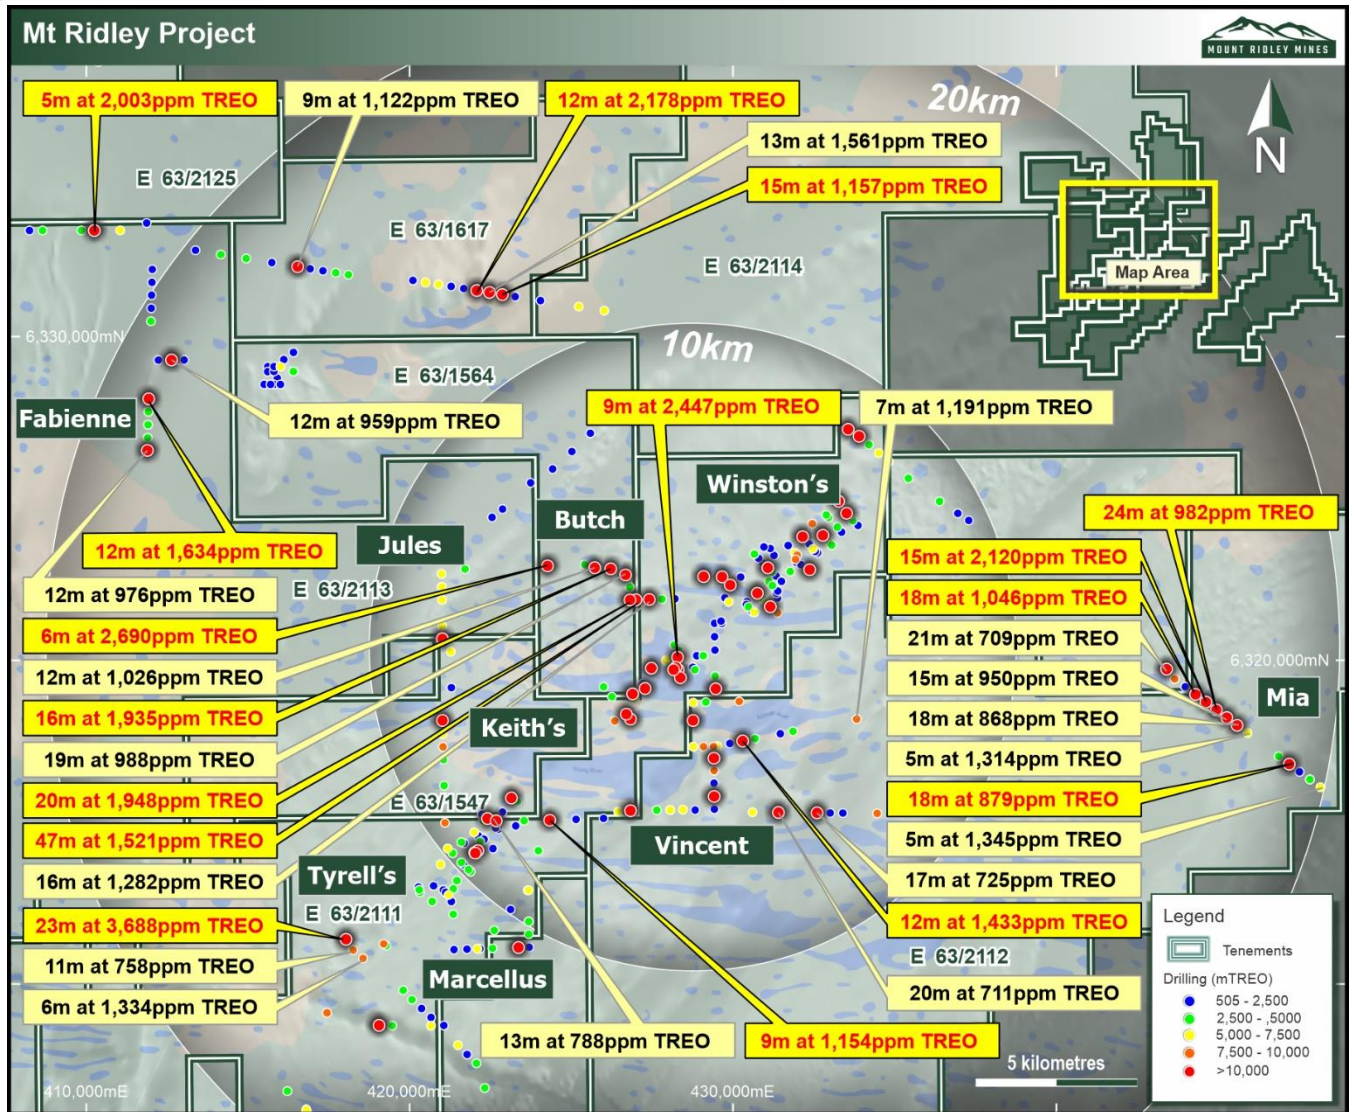 Mt Ridley Project
MOUNT RIDLEY MINES
5m at 2,003ppm TREO
9m at 1,122ppm TREO
12m at 2,178ppm TREO
20km
13m at 1,561ppm TREO
N
15m at 1,157ppm TREO
E 63/2125
E 63/1617
E 63/2114
Map Area
6,330,000mN
10km
E 63/1564
Fabienne
12m at 959ppm TREO
9m at 2,447ppm TREO
7m at 1,191ppm TREO
Winston's
Butch
24m at 982ppm TREO
12m at 1,634ppm TREO
Jules
15m at 2,120ppm TREO
12m at 976ppm TREO
E 63/2113
18m at 1,046ppm TREO
6m at 2,690ppm TREO
21m at 709ppm TREO
6,320,000mN
12m at 1,026ppm TREO
15m at 950ppm TREO
Mia
16m at 1,935ppm TREO
Keith's
18m at 868ppm TREO
19m at 988ppm TREO
5m at 1,314ppm TREO
20m at 1,948ppm TREO
E 63/1547
18m at 879ppm TREO
47m at 1,521ppm TREO
Vincent
5m at 1,345ppm TREO
16m at 1,282ppm TREO
Tyrell's
17m at 725ppm TREO
23m at 3,688ppm TREO
E 63/2111
12m at 1,433ppm TREO
11m at 758ppm TREO
Marcellus
E 63/2112
6m at 1,334ppm TREO
20m at 711ppm TREO
13m at 788ppm TREO
9m at 1,154ppm TREO
Legend
Tenements
Drilling (mTREO)
505 - 2,500
2,500 - ,5000
5,000 - 7,500
7,500 - 10,000
>10,000
5 kilometres
410,000mE
420,000mE
430,000mE